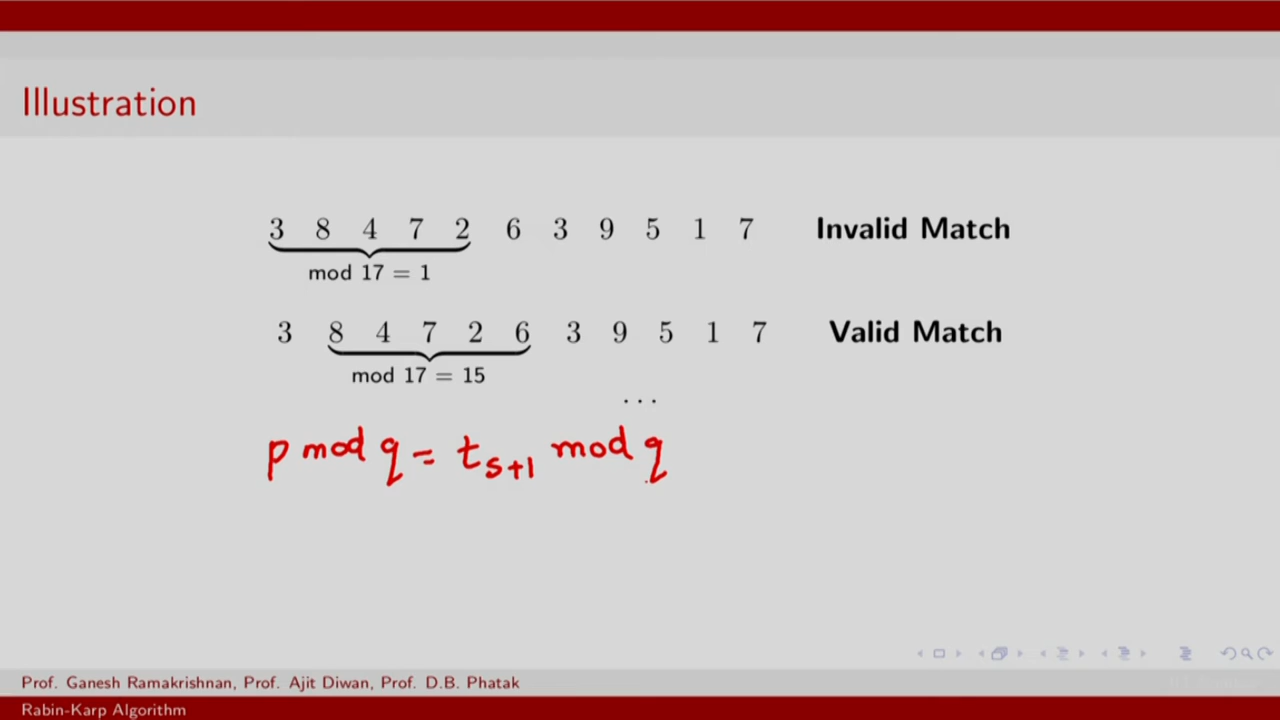 Illustration
3 8 4 7 2 6 3 9 5 1 7 Invalid Match
mod 17 = 1
3 8 4 7 2 6 3 9 5 1 7 Valid Match
mod 17 = 15
...
p mod q = t_{s+1} mod q
Prof. Ganesh Ramakrishnan, Prof. Ajit Diwan, Prof. D.B. Phatak
Rabin-Karp Algorithm